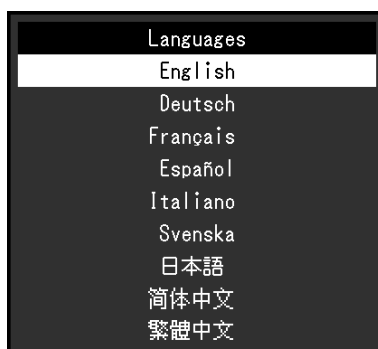 Languages
English
Deutsch
Français
Español
Italiano
Svenska
日本語
简体中文
繁體中文